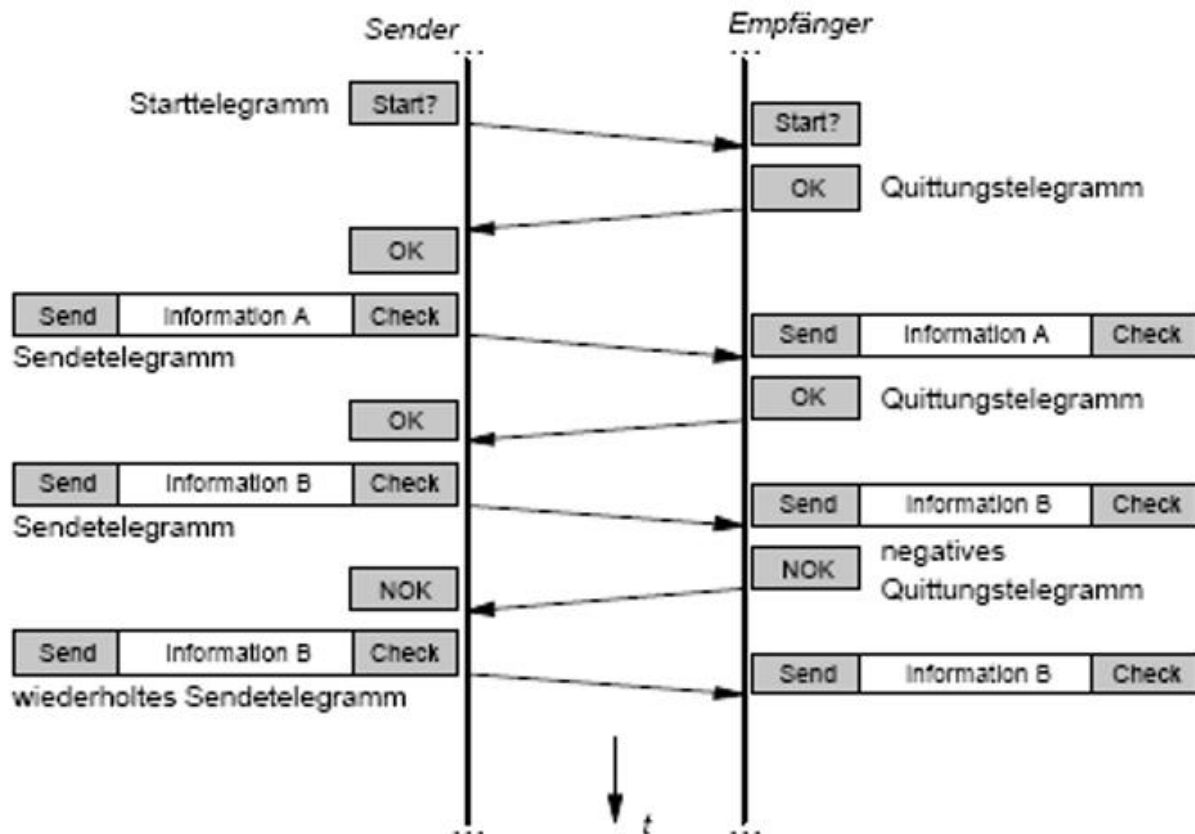 Sender
Empfänger
...
...
Starttelegramm
Start?
Start?
OK
Quittungstelegramm
OK
Send
Information A
Check
Sendetelegramm
Send
Information A
Check
OK
Quittungstelegramm
OK
Send
Information B
Check
Sendetelegramm
Send
Information B
Check
NOK
negatives
Quittungstelegramm
NOK
Send
Information B
Check
wiederholtes Sendetelegramm
Send
Information B
Check
t
...
...